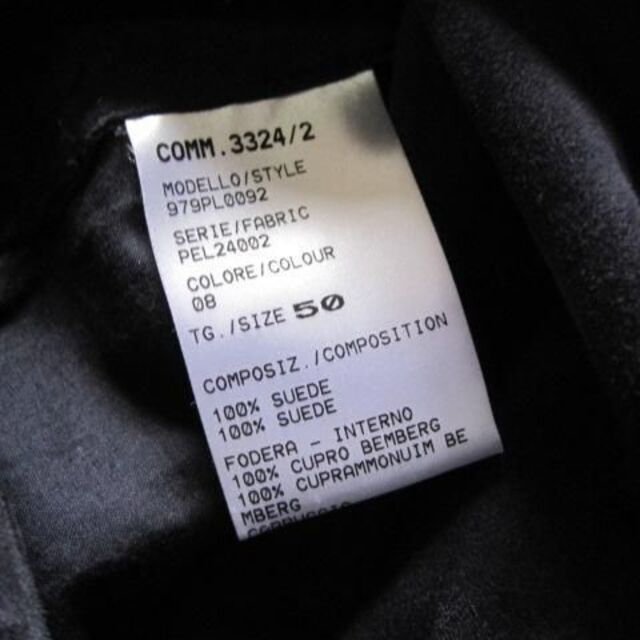 COMM.3324/2
MODELLO/STYLE
979PL0092
SERIE/FABRIC
PEL24002
COLORE/COLOUR
08
TG./SIZE 50
COMPOSIZ./COMPOSITION
100% SUEDE
100% SUEDE
FODERA - INTERNO
100% CUPRO BEMBERG
100% CUPRAMMONUIM BE
MBERG